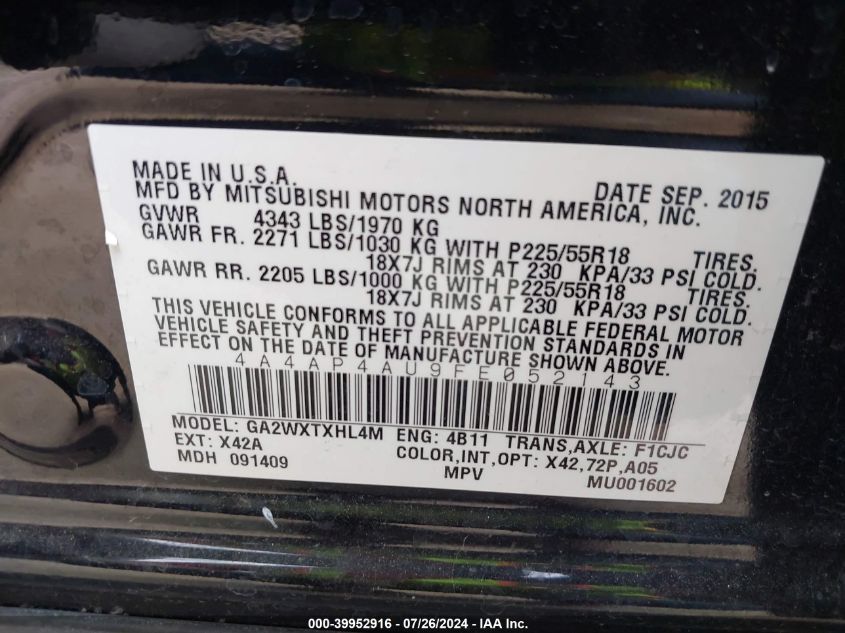 MADE IN U.S.A. DATE SEP. 2015
MFD BY MITSUBISHI MOTORS NORTH AMERICA, INC.
GVWR 4343 LBS/1970 KG
GAWR FR. 2271 LBS/1030 KG WITH P225/55R18 TIRES.
18X7J RIMS AT 230 KPA/33 PSI COLD.
GAWR RR. 2205 LBS/1000 KG WITH P225/55R18 TIRES.
18X7J RIMS AT 230 KPA/33 PSI COLD.
THIS VEHICLE CONFORMS TO ALL APPLICABLE FEDERAL MOTOR
VEHICLE SAFETY AND THEFT PREVENTION STANDARDS IN
EFFECT ON THE DATE OF MANUFACTURE SHOWN ABOVE.
4A4AP4AU9FE052143
MODEL: GA2WXTXHL4M ENG: 4B11 TRANS,AXLE: F1CJC
EXT: X42A COLOR,INT,OPT: X42,72P,A05
MDH 091409 MPV MU001602
000-39952916 - 07/26/2024 - IAAI Inc.